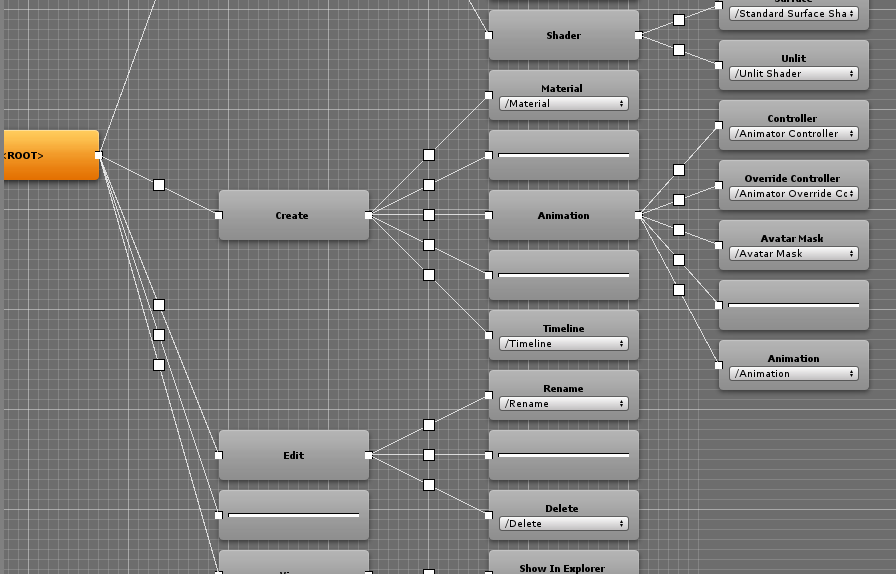 /Standard Surface Sha
Shader
Unlit
/Unlit Shader
Material
/Material
Controller
/Animator Controller
<ROOT>
Override Controller
/Animator Override Cc
Create
Animation
Avatar Mask
/Avatar Mask
Timeline
/Timeline
Animation
/Animation
Rename
/Rename
Edit
Delete
/Delete
Show In Explorer